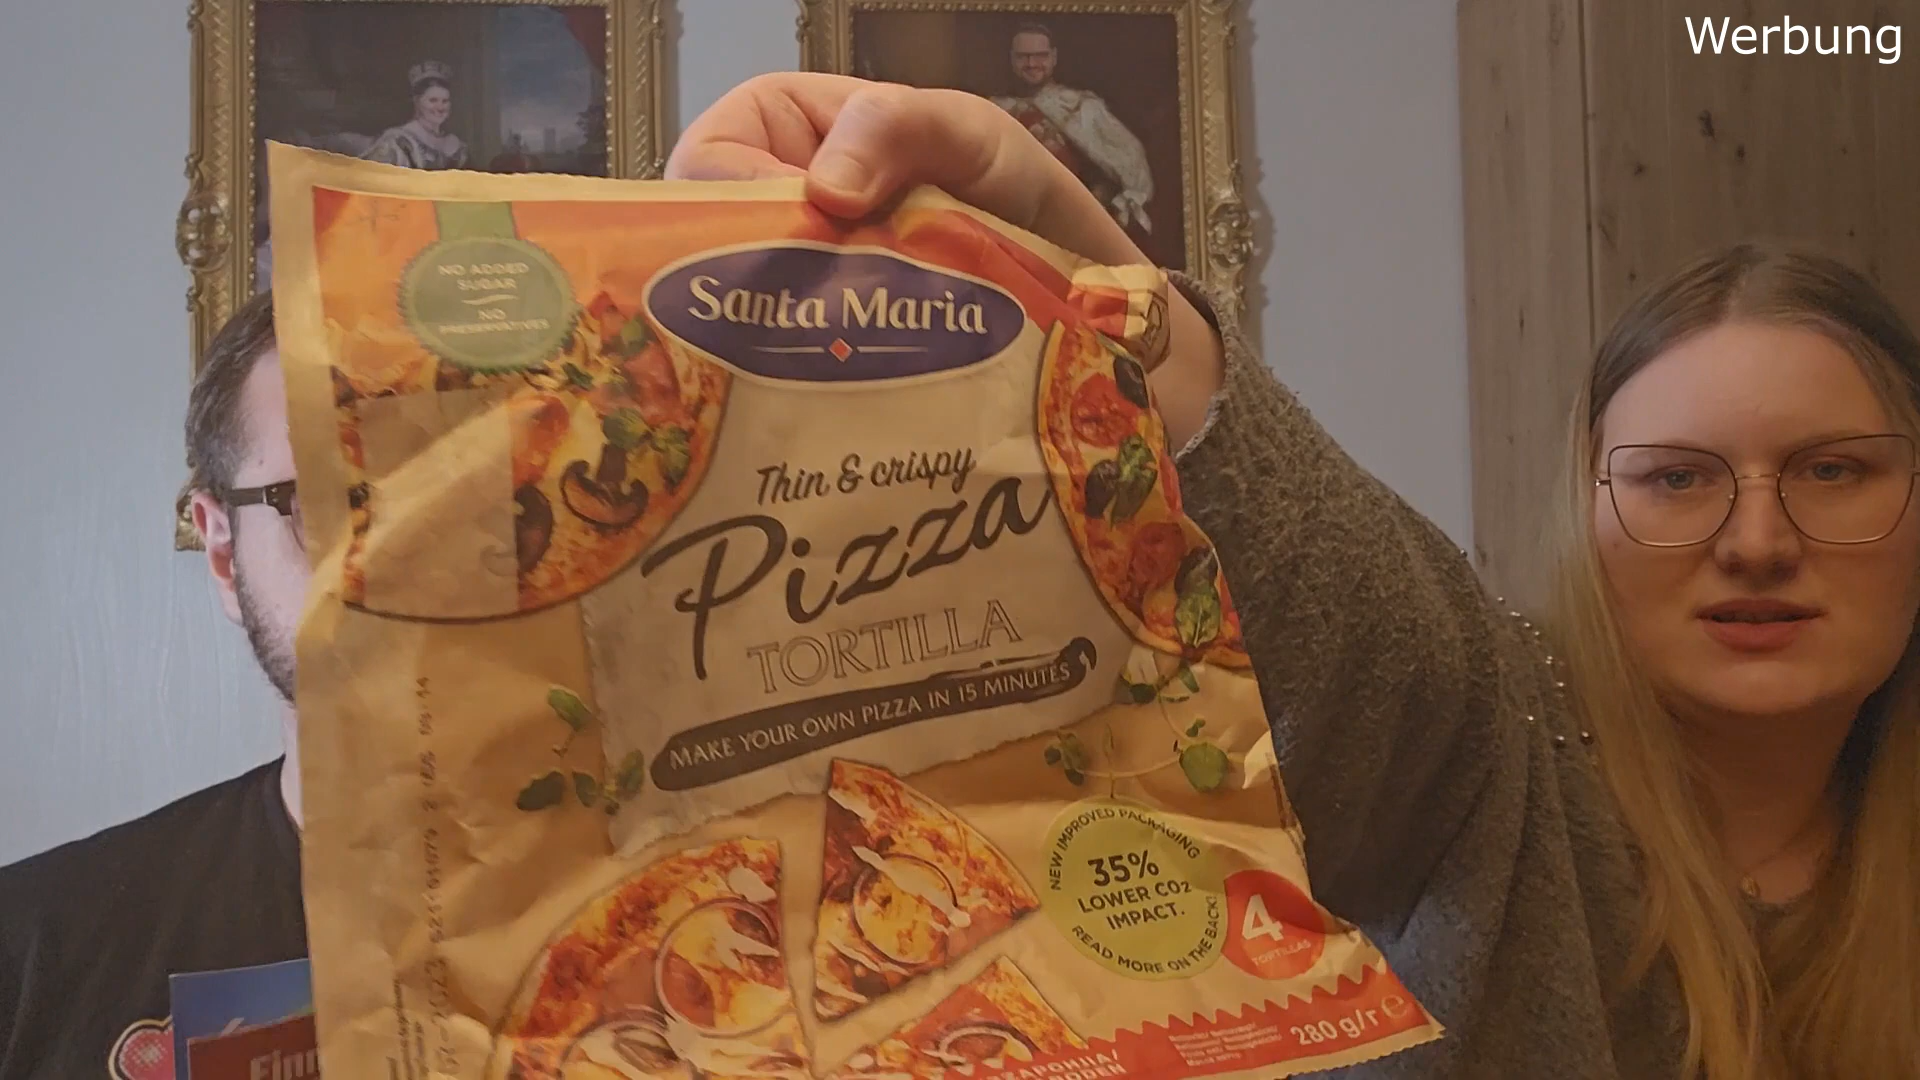 Werbung
NO ADDED
SUGAR
NO
PRESERVATIVES
Santa Maria
Thin & crispy
Pizza
TORTILLA
MAKE YOUR OWN PIZZA IN 15 MINUTES
NEW IMPROVED PACKAGING
35%
LOWER CO2
IMPACT.
READ MORE ON THE BACK!
4
TORTILLAS
280 g/г e
Finn